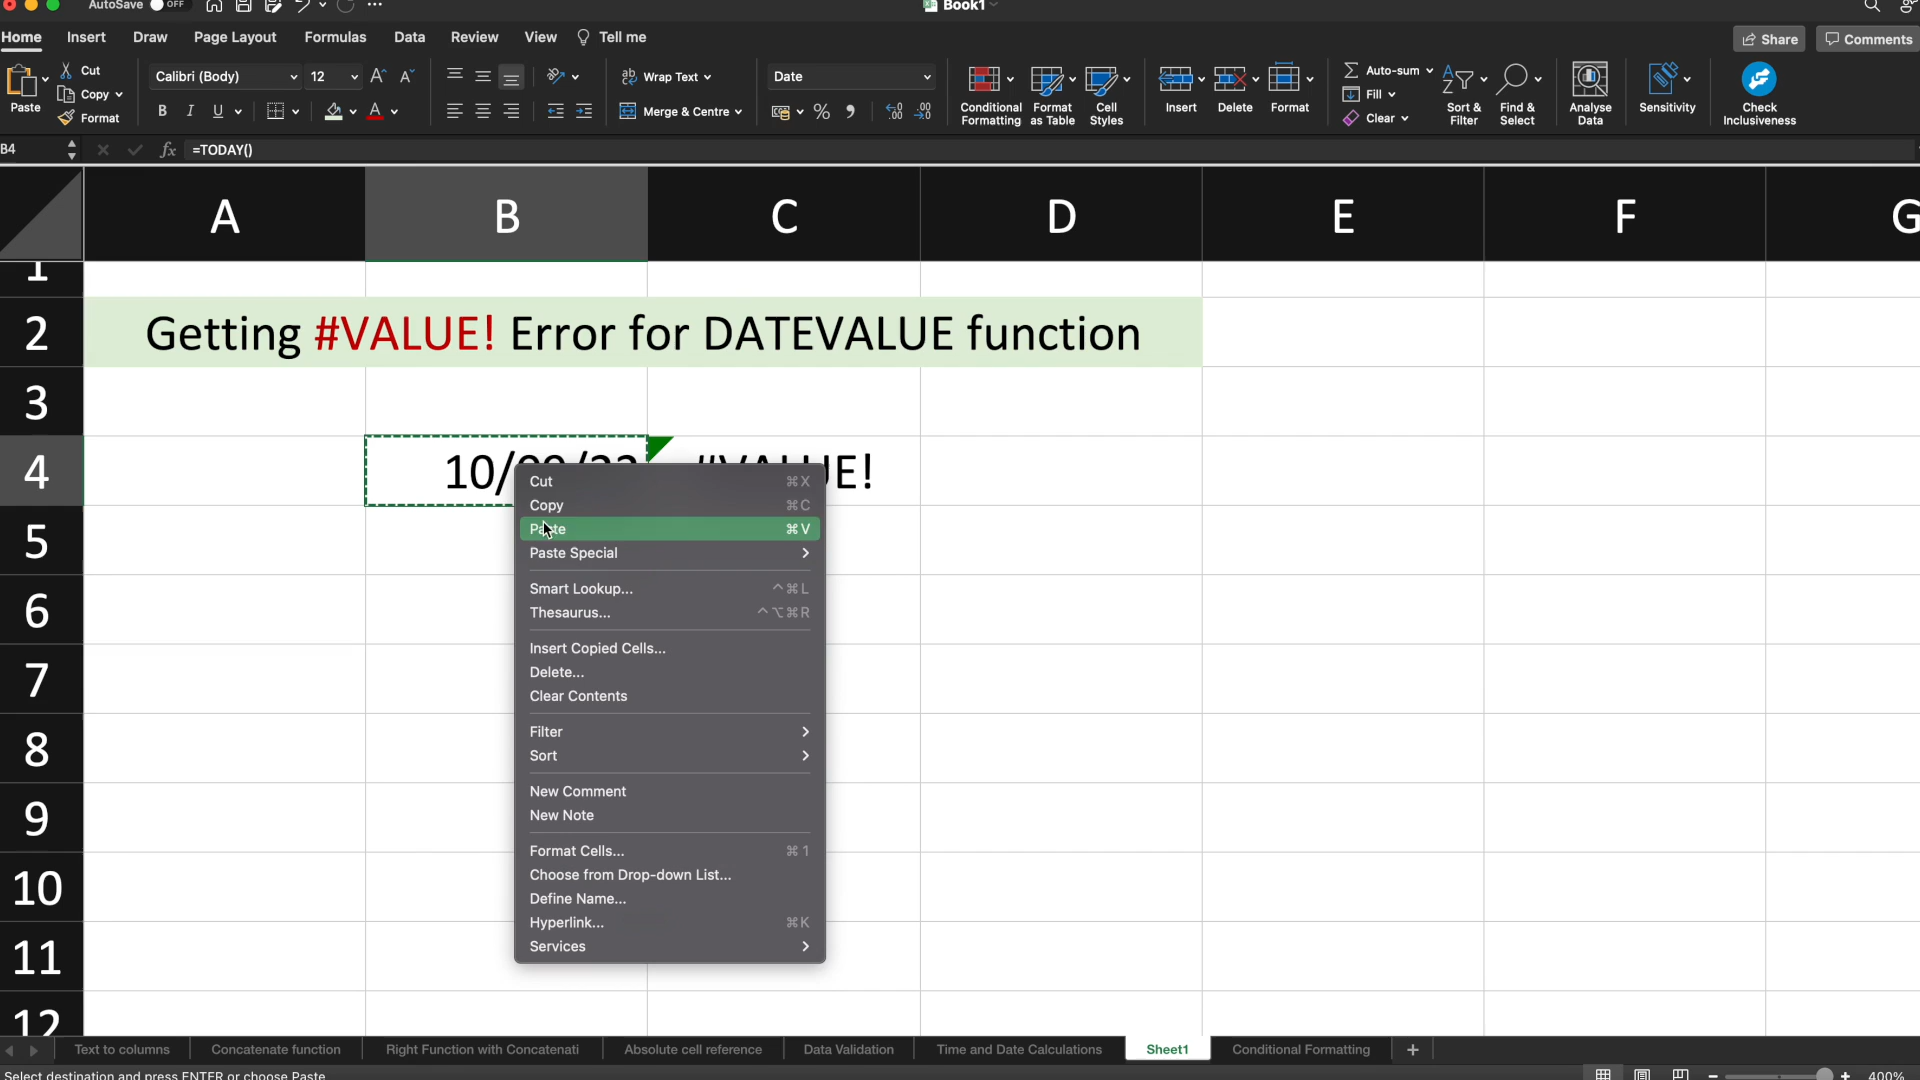 AutoSave OFF
Book1
Home Insert Draw Page Layout Formulas Data Review View Tell me
Share Comments
Paste
Cut
Copy
Format
Calibri (Body) 12
B I U
Wrap Text
Merge & Centre
Date
Conditional Formatting
Format as Table
Cell Styles
Insert
Delete
Format
Auto-sum
Fill
Clear
Sort & Filter
Find & Select
Analyse Data
Sensitivity
Check Inclusiveness
B4 fx =TODAY()
A B C D E F G
1
2 Getting #VALUE! Error for DATEVALUE function
3
4 #VALUE!
5
6
7
8
9
10
11
12
Cut ⌘X
Copy ⌘C
Paste ⌘V
Paste Special
Smart Lookup... ^⌘L
Thesaurus... ^⌥⌘R
Insert Copied Cells...
Delete...
Clear Contents
Filter
Sort
New Comment
New Note
Format Cells... ⌘1
Choose from Drop-down List...
Define Name...
Hyperlink... ⌘K
Services
Text to columns Concatenate function Right Function with Concatenati Absolute cell reference Data Validation Time and Date Calculations Sheet1 Conditional Formatting +
Select destination and press ENTER or choose Paste
400%